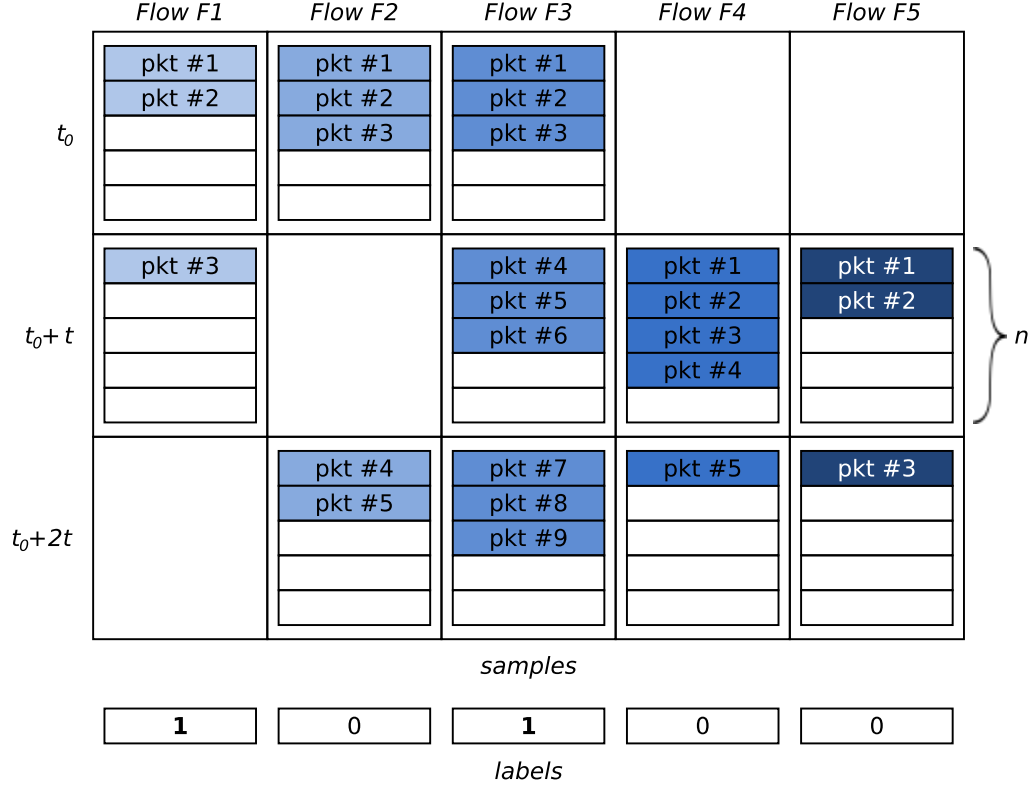 Flow F1 Flow F2 Flow F3 Flow F4 Flow F5
t0
pkt #1 pkt #1 pkt #1
pkt #2 pkt #2 pkt #2
pkt #3 pkt #3
t0+t
pkt #3 pkt #4 pkt #1 pkt #1
pkt #5 pkt #2 pkt #2
pkt #6 pkt #3
pkt #4
n
t0+2t
pkt #4 pkt #7 pkt #5 pkt #3
pkt #5 pkt #8
pkt #9
samples
1 0 1 0 0
labels